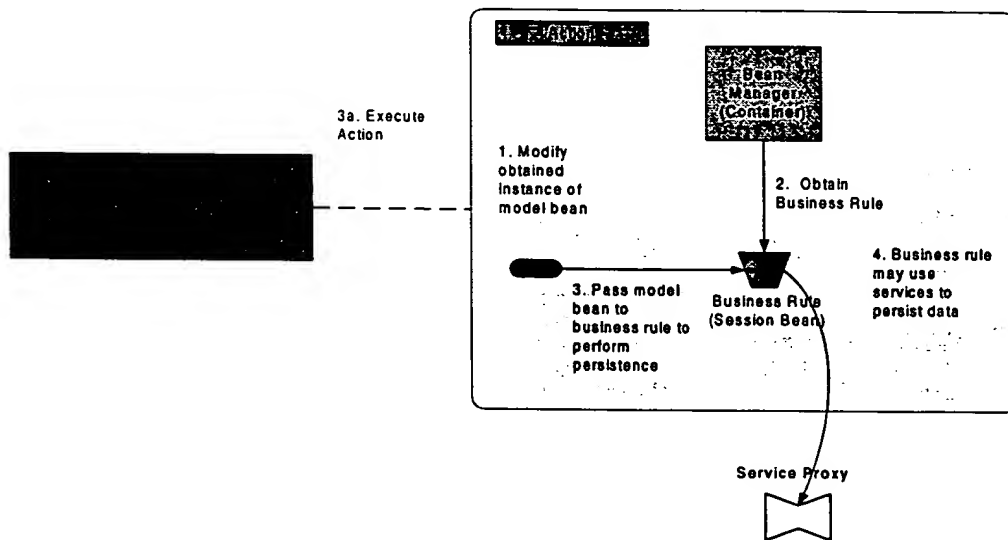 Bean
Manager
(Container)
3a. Execute
Action
1. Modify
obtained
instance of
model bean
2. Obtain
Business Rule
4. Business rule
may use
services to
persist data
3. Pass model
bean to
business rule to
perform
persistence
Business Rule
(Session Bean)
Service Proxy